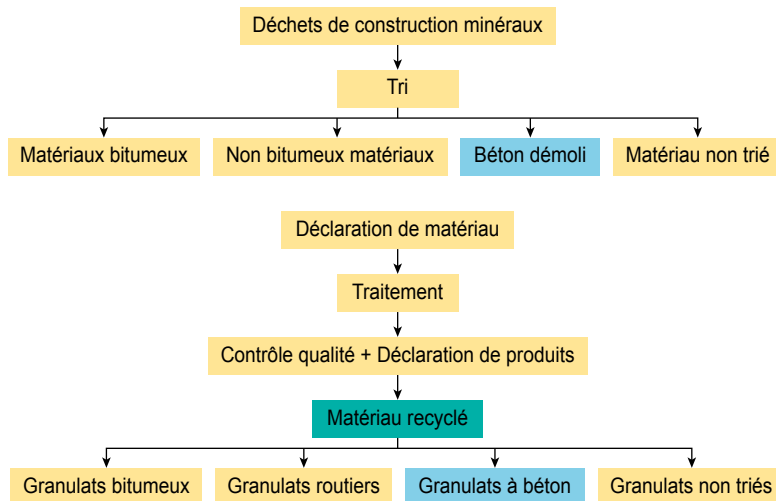 Déchets de construction minéraux
Tri
Matériaux bitumeux
Non bitumeux matériaux
Béton démoli
Matériau non trié
Déclaration de matériau
Traitement
Contrôle qualité + Déclaration de produits
Matériau recyclé
Granulats bitumeux
Granulats routiers
Granulats à béton
Granulats non triés